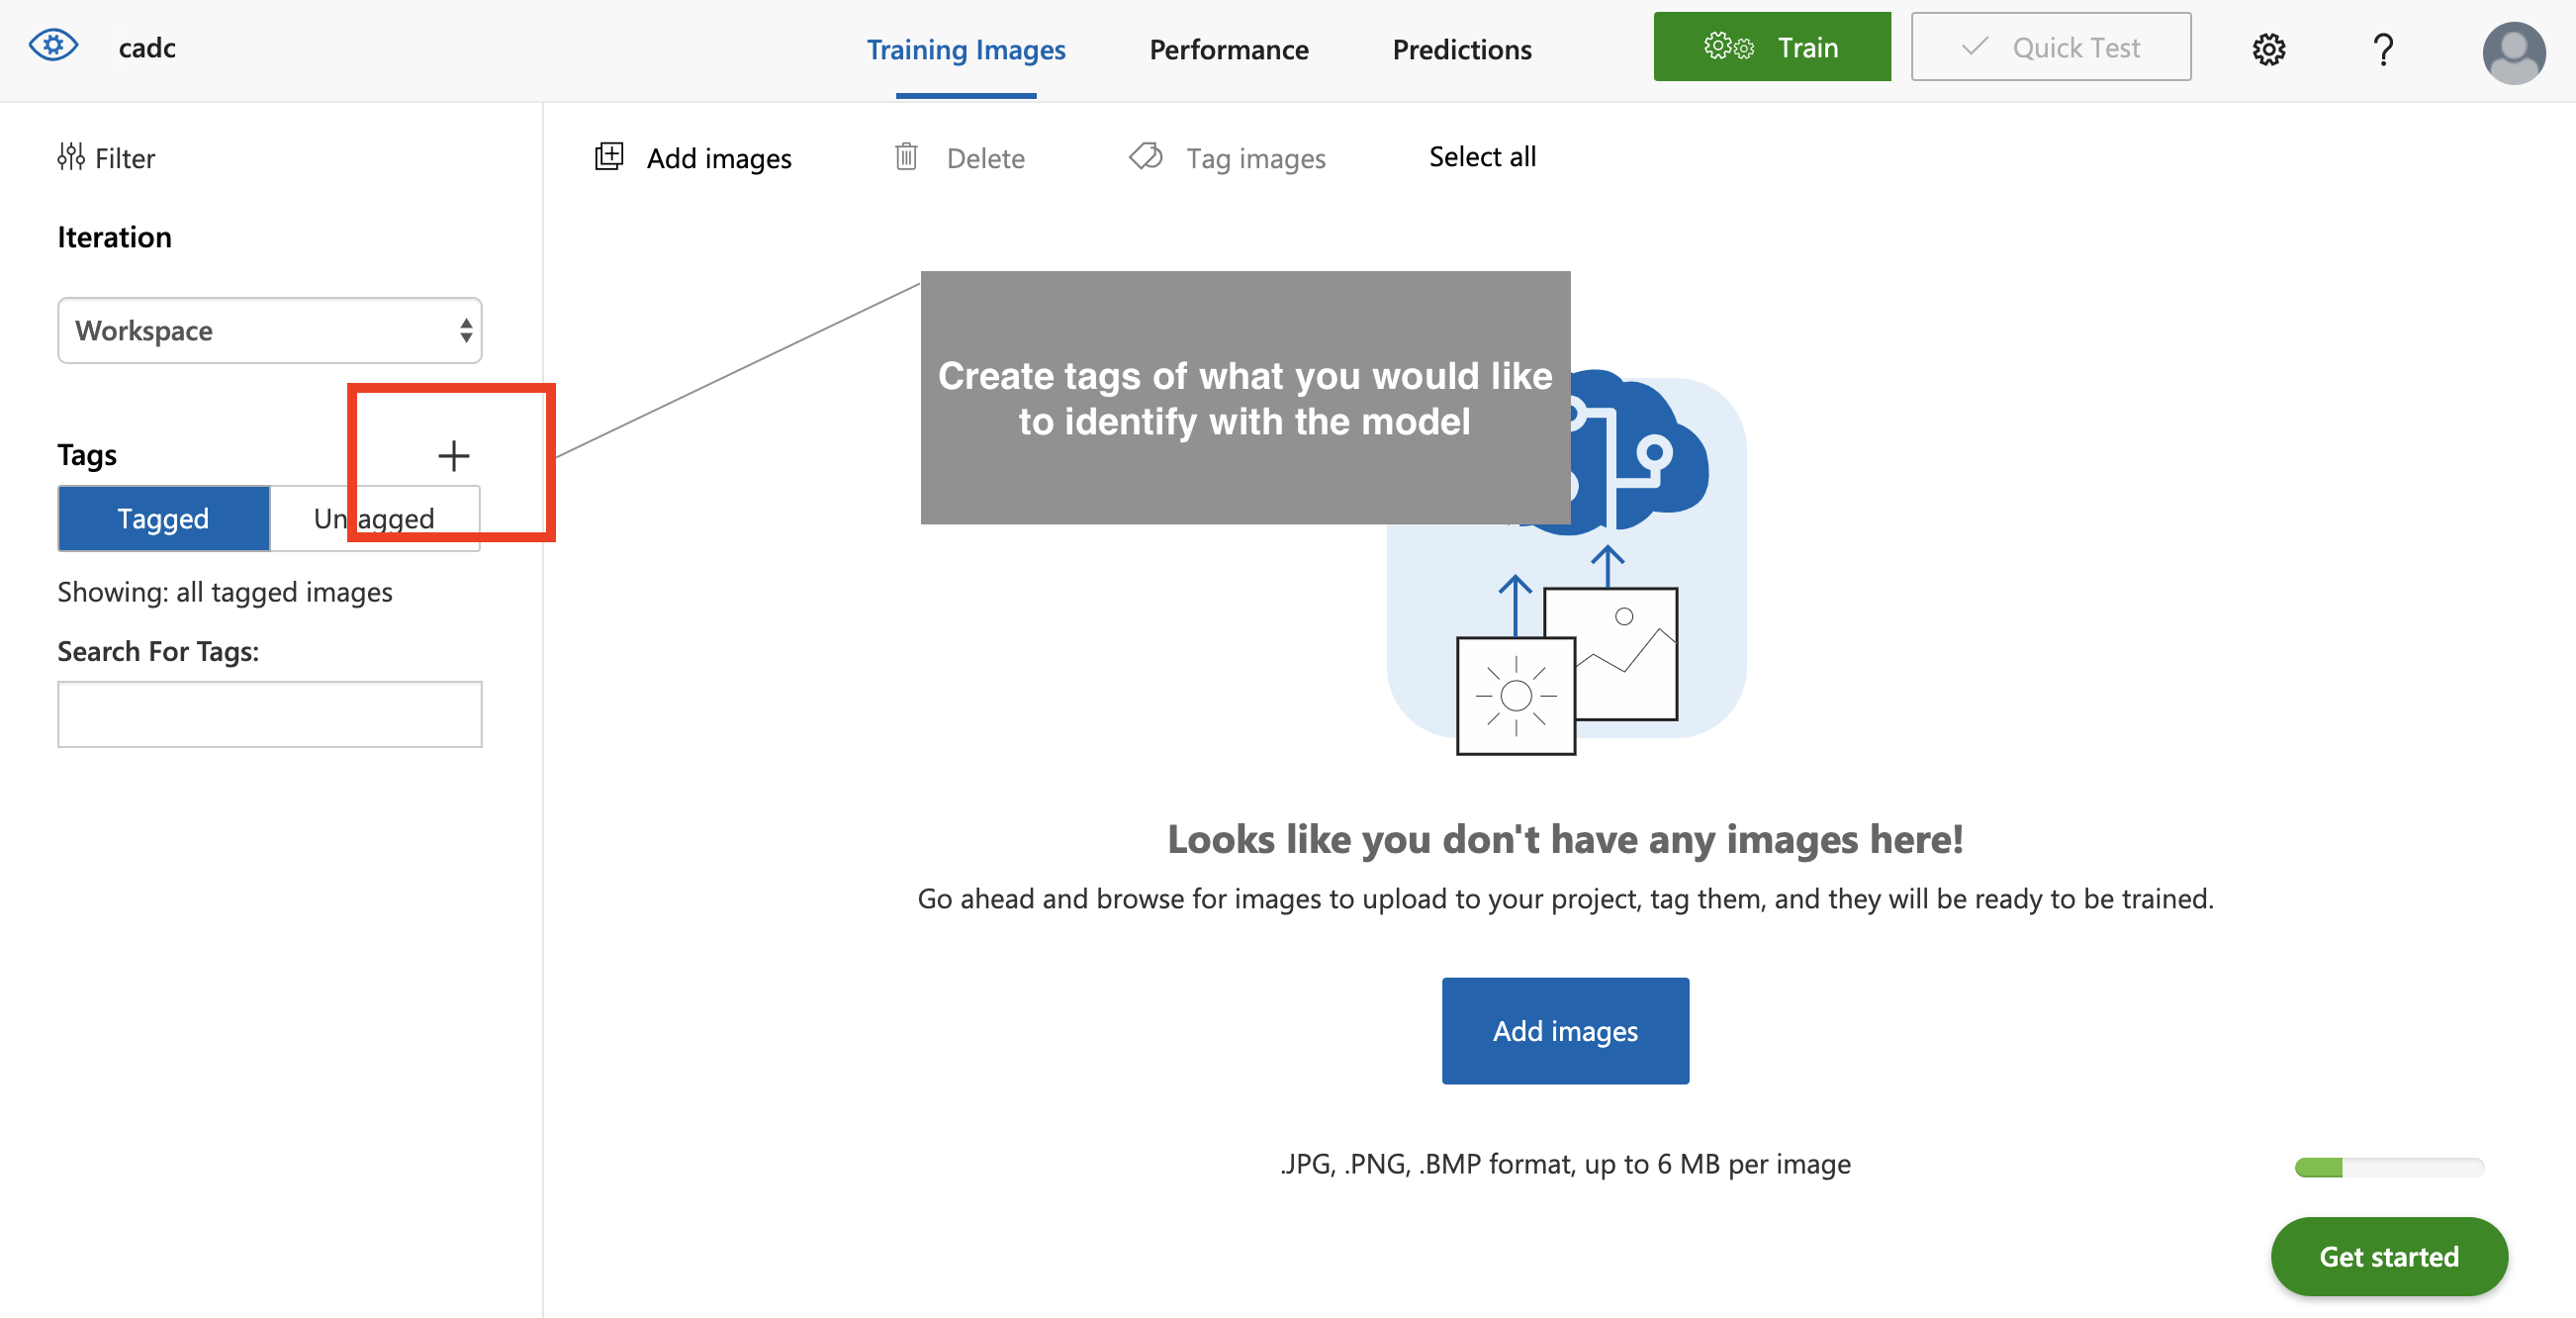 cadc
Training Images
Performance
Predictions
Train
Quick Test
?
Filter
Add images
Delete
Tag images
Select all
Iteration
Workspace
Create tags of what you would like
to identify with the model
Tags
Tagged
Untagged
Showing: all tagged images
Search For Tags:
Looks like you don't have any images here!
Go ahead and browse for images to upload to your project, tag them, and they will be ready to be trained.
Add images
.JPG, .PNG, .BMP format, up to 6 MB per image
Get started